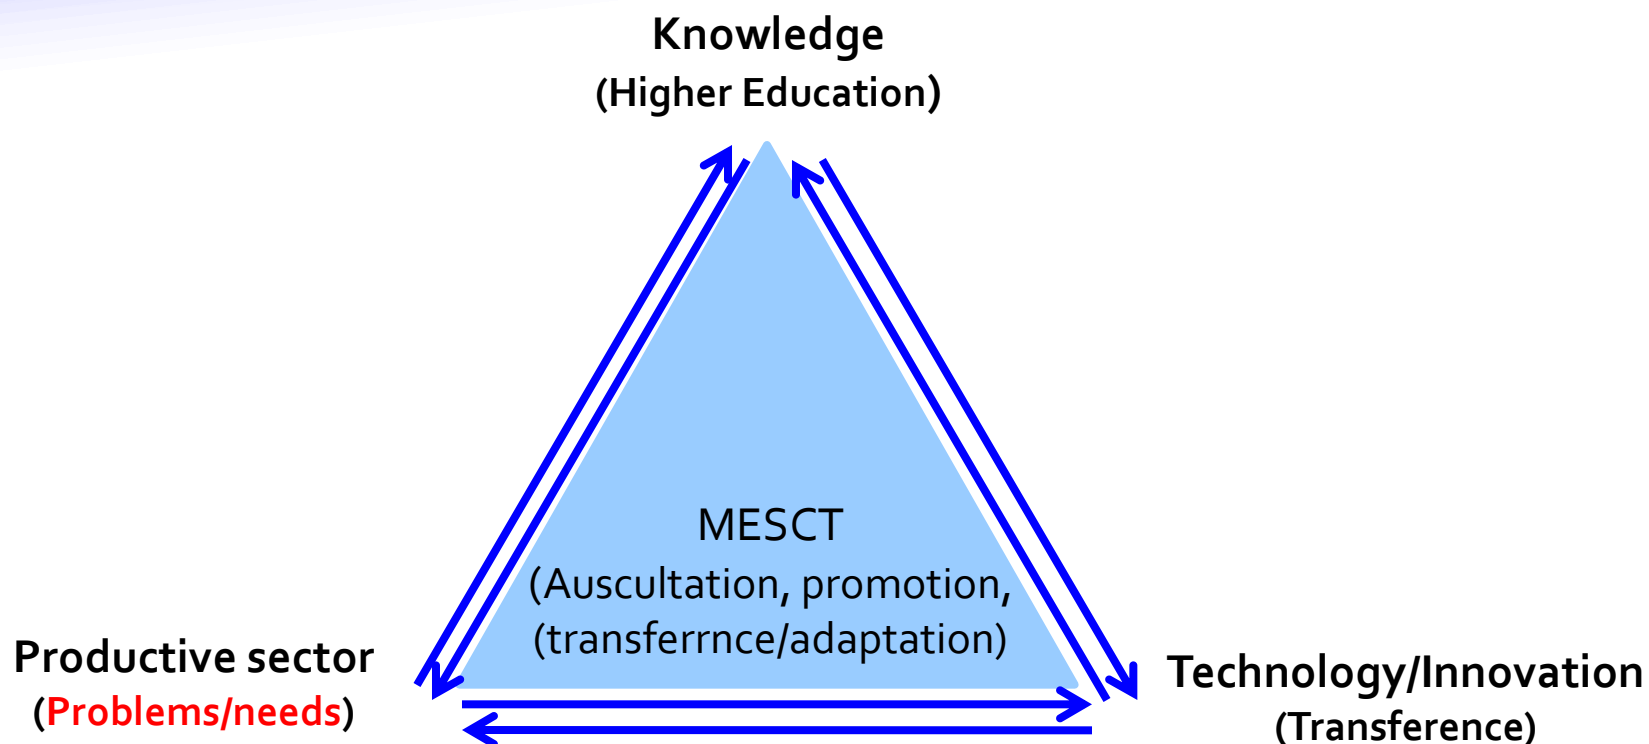 Knowledge
(Higher Education)
MESCT
(Auscultation, promotion,
(transferrnce/adaptation)
Productive sector
(Problems/needs)
Technology/Innovation
(Transference)